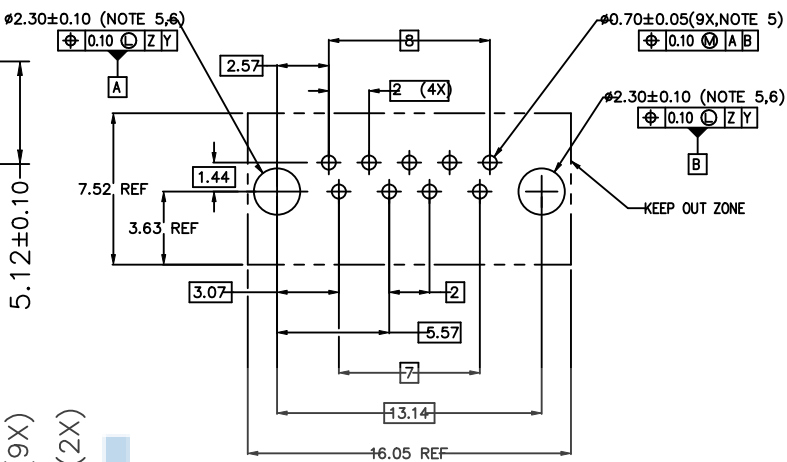 ø2.30±0.10 (NOTE 5,6)
⌖ 0.10 Ⓛ Z Y
A
8
ø0.70±0.05(9X,NOTE 5)
⌖ 0.10 Ⓜ A B
2.57
2 (4X)
ø2.30±0.10 (NOTE 5,6)
⌖ 0.10 Ⓛ Z Y
B
1.44
7.52 REF
3.63 REF
KEEP OUT ZONE
5.12±0.10
3.07
2
5.57
7
13.14
16.05 REF
(9X)
(2X)